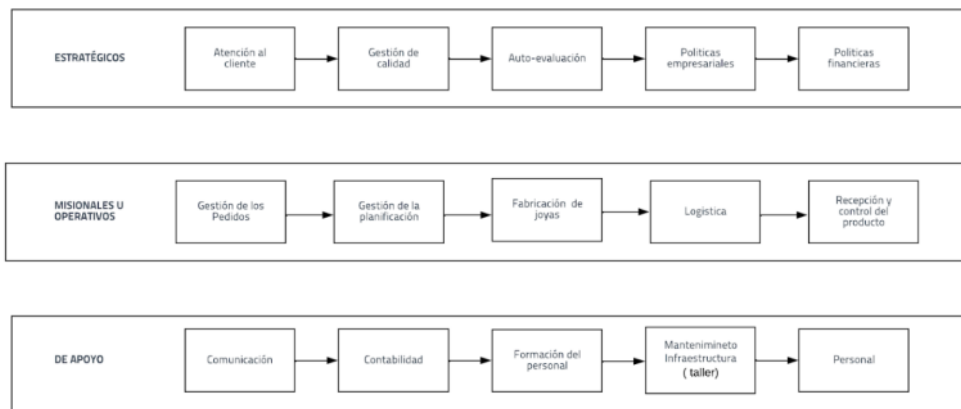 ESTRATÉGICOS
Atención al
cliente
Gestión de
calidad
Auto-evaluación
Politicas
empresariales
Politicas
financieras
MISIONALES U
OPERATIVOS
Gestión de los
Pedidos
Gestión de la
planificación
Fabricación de
joyas
Logistica
Recepción y
control del
producto
DE APOYO
Comunicación
Contabilidad
Formación del
personal
Mantenimineto
Infraestructura
( taller)
Personal